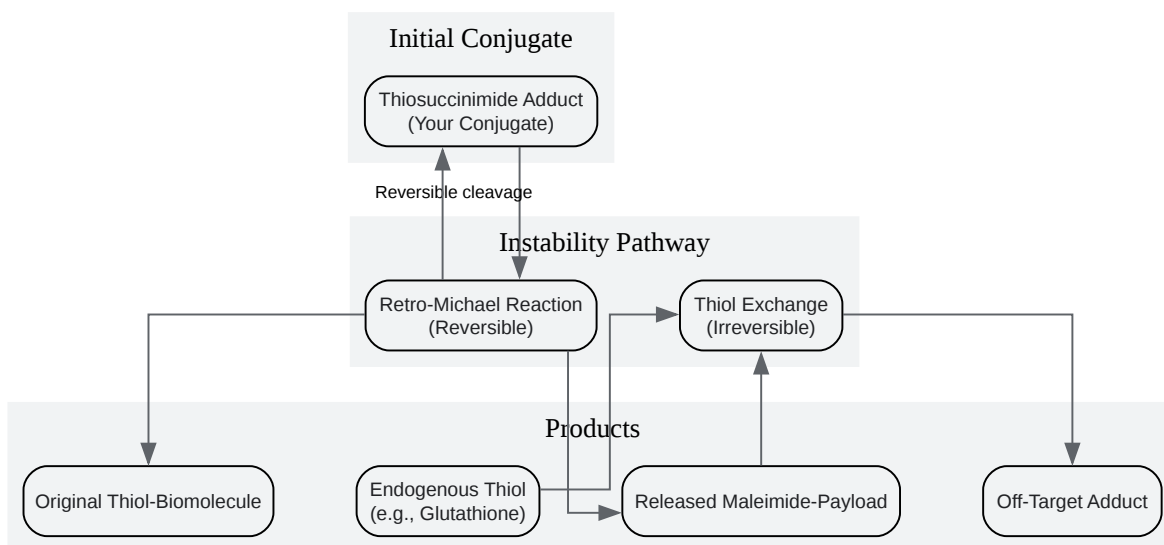 Initial Conjugate
Thiosuccinimide Adduct
(Your Conjugate)
Reversible cleavage
Instability Pathway
Retro-Michael Reaction
(Reversible)
Thiol Exchange
(Irreversible)
Products
Original Thiol-Biomolecule
Endogenous Thiol
(e.g., Glutathione)
Released Maleimide-Payload
Off-Target Adduct